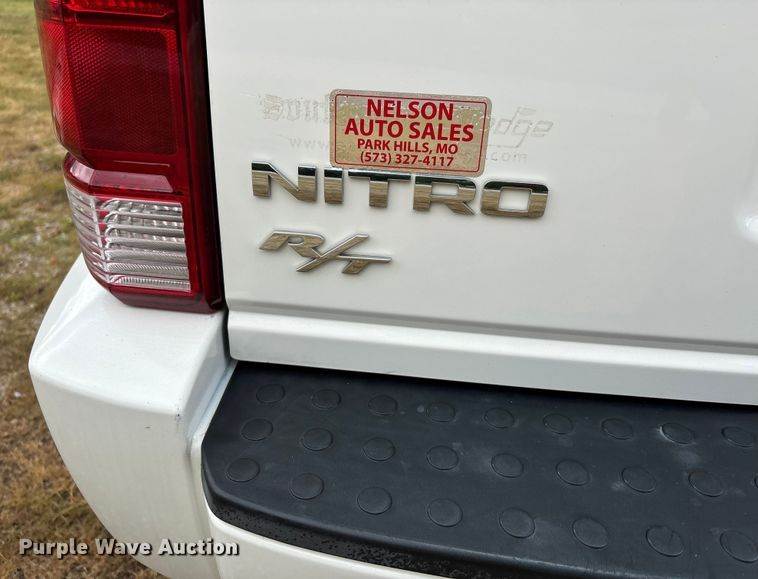 NELSON
AUTO SALES
PARK HILLS, MO
(573) 327-4117
NITRO
R/T
Purple Wave Auction